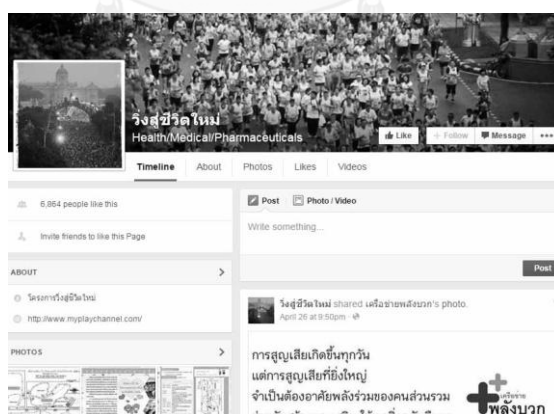 วิ่งสู่ชีวิตใหม่
Health/Medical/Pharmaceuticals
Like
Follow
Message
Timeline
About
Photos
Likes
Videos
6,864 people like this
Invite friends to like this Page
ABOUT
โครงการวิ่งสู่ชีวิตใหม่
http://www.myplaychannel.com/
PHOTOS
Post
Photo / Video
Write something...
Post
วิ่งสู่ชีวิตใหม่ shared เครือข่ายพลังบวก's photo.
April 26 at 9:50pm
การสูญเสียเกิดขึ้นทุกวัน
แต่การสูญเสียที่ยิ่งใหญ่
จำเป็นต้องอาศัยพลังร่วมของคนส่วนรวม
เครือข่าย
พลังบวก